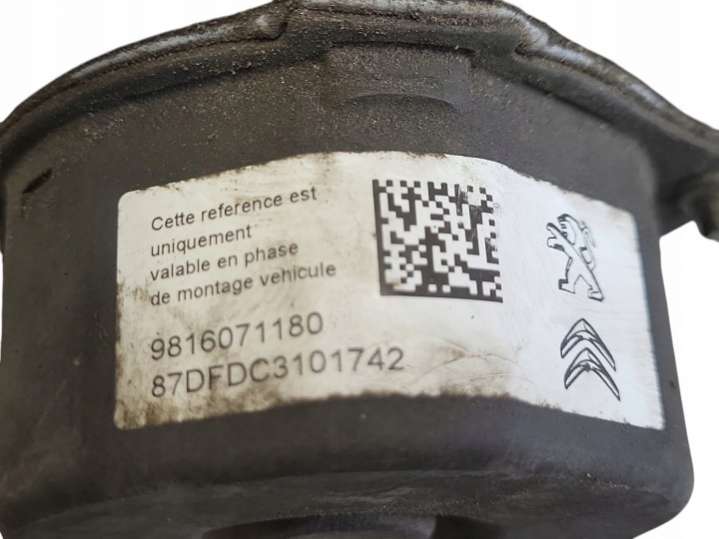 Cette reference est
uniquement
valable en phase
de montage vehicule
9816071180
87DFDC3101742